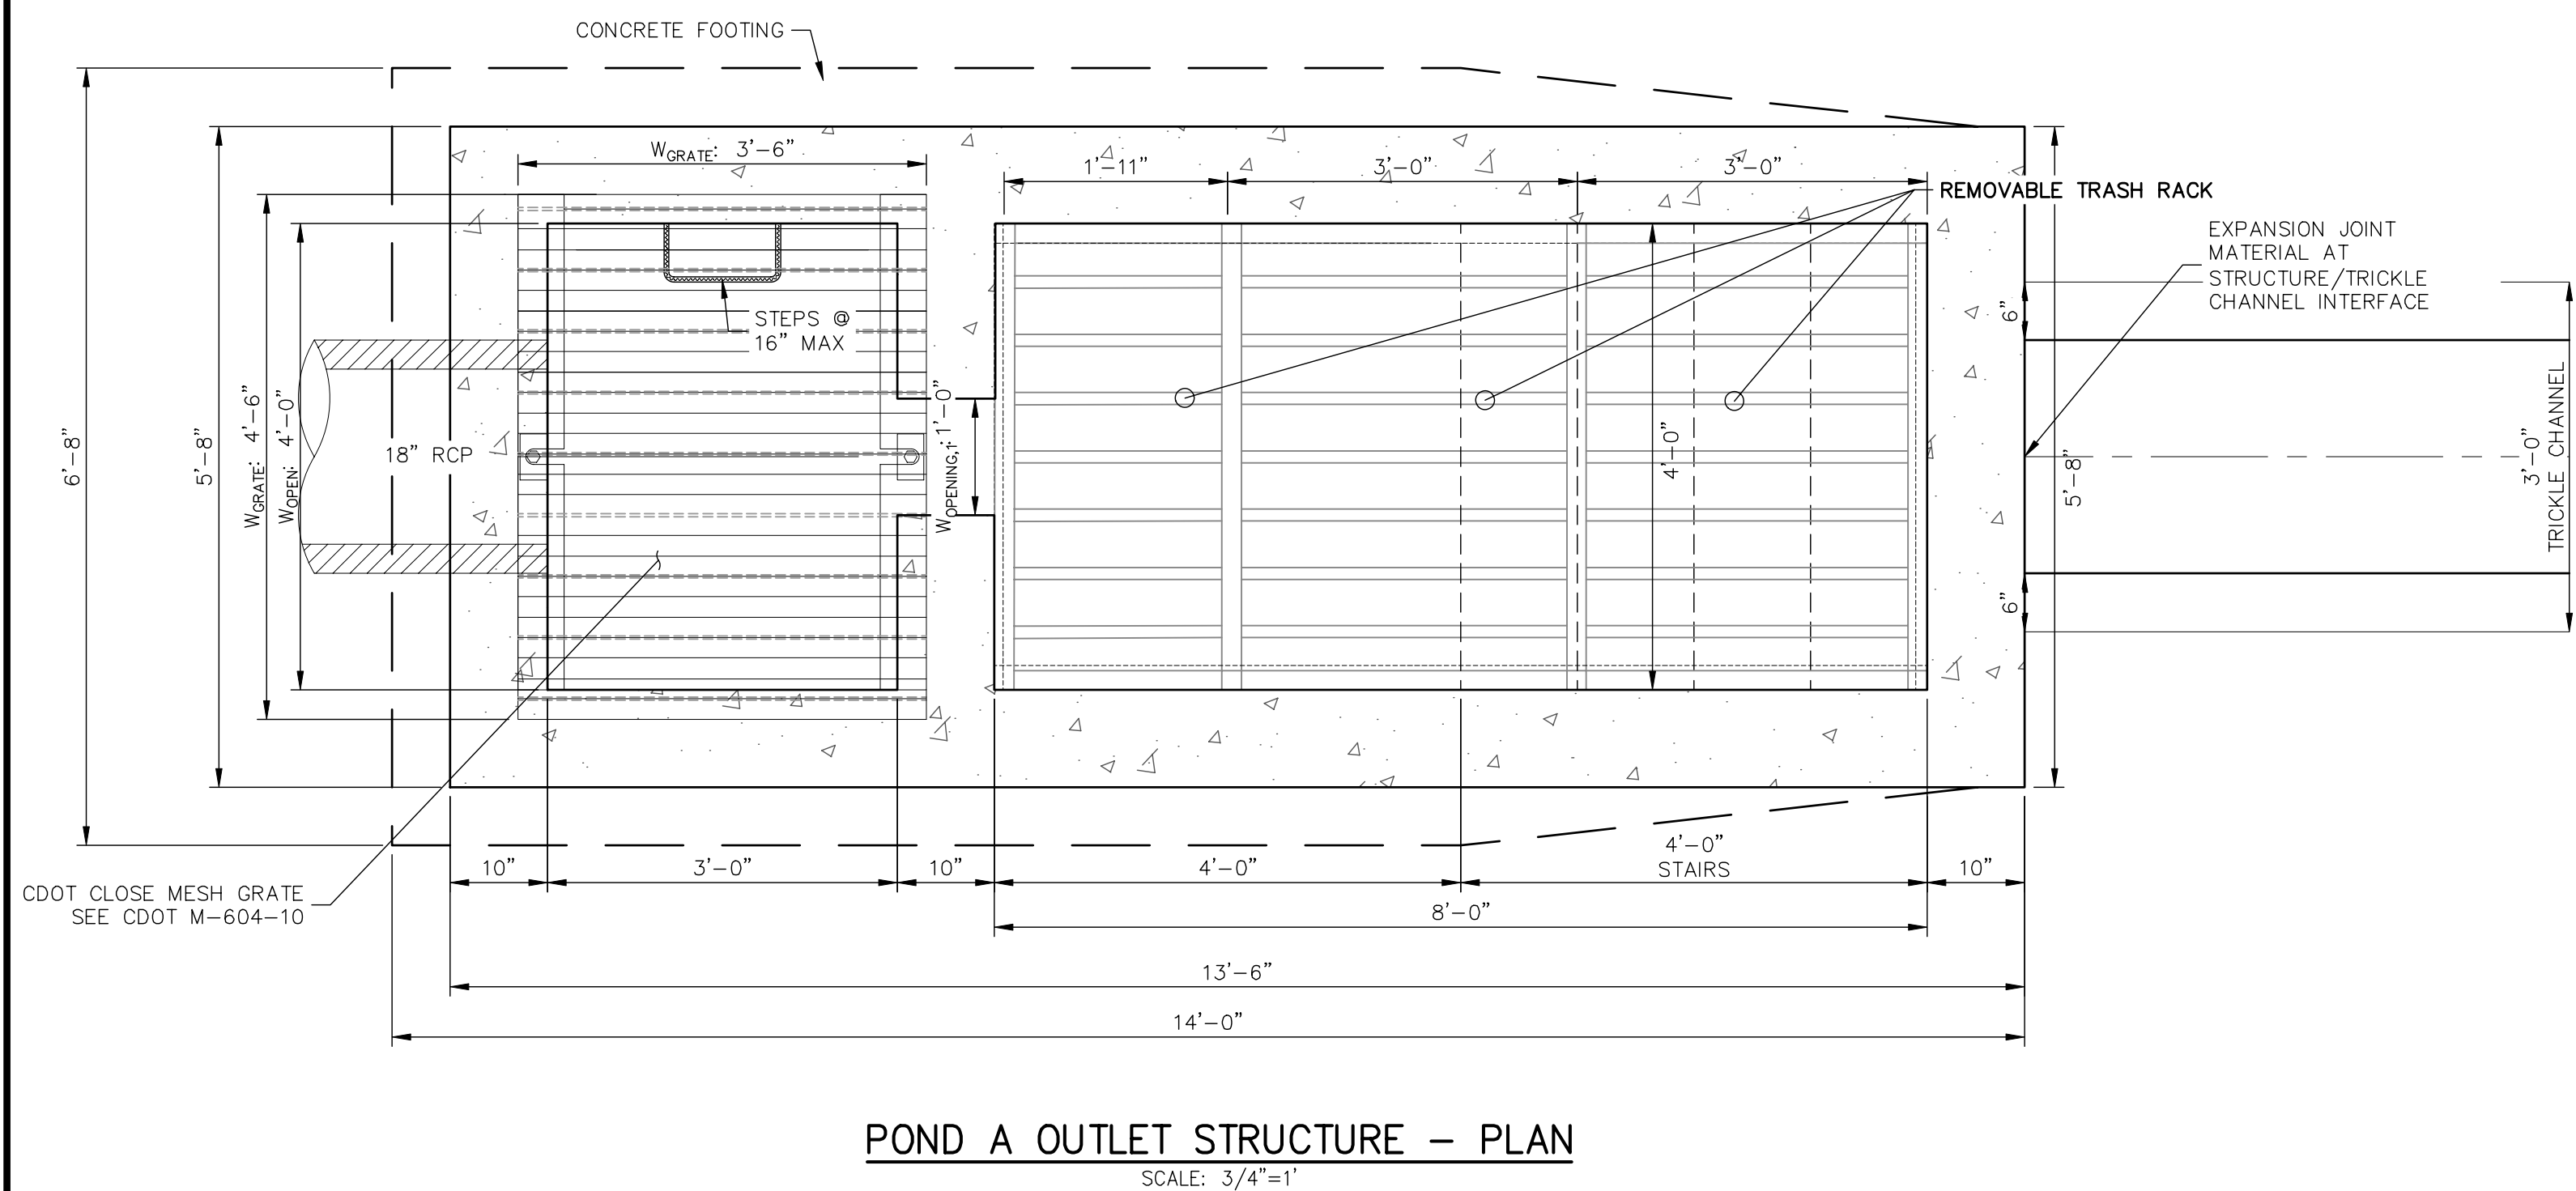 CONCRETE FOOTING
WGRATE: 3'-6"
1'-11"
3'-0"
3'-0"
REMOVABLE TRASH RACK
EXPANSION JOINT
MATERIAL AT
STRUCTURE/TRICKLE
CHANNEL INTERFACE
STEPS @
16" MAX
6'-8"
5'-8"
WGRATE: 4'-6"
WOPEN: 4'-0"
18" RCP
WOPENING,1: 1'-0"
4'-0"
6"
6"
5'-8"
3'-0"
TRICKLE CHANNEL
CDOT CLOSE MESH GRATE
SEE CDOT M-604-10
10"
3'-0"
10"
4'-0"
4'-0"
STAIRS
10"
8'-0"
13'-6"
14'-0"
POND A OUTLET STRUCTURE - PLAN
SCALE: 3/4"=1'